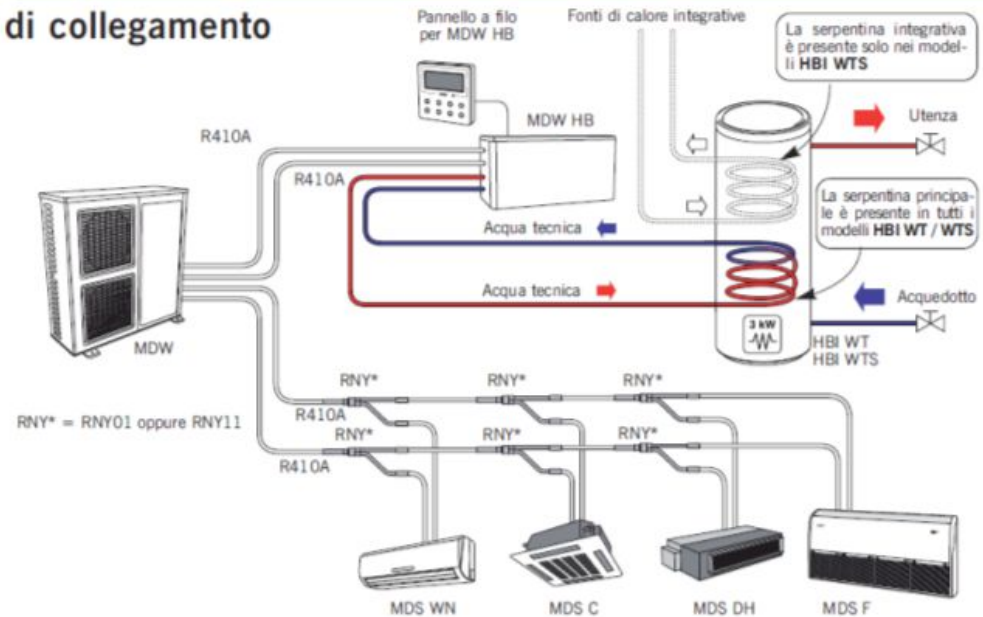 di collegamento
Pannello a filo
per MDW HB
Fonti di calore integrative
La serpentina integrativa
è presente solo nei model-
li HBI WTS
R410A
MDW HB
Utenza
R410A
La serpentina principa-
le è presente in tutti i
modelli HBI WT / WTS
Acqua tecnica
Acqua tecnica
Acquedotto
3 kW
MDW
HBI WT
HBI WTS
RNY*
RNY*
RNY*
R410A
RNY* = RNY01 oppure RNY11
RNY*
RNY*
RNY*
R410A
MDS WN
MDS C
MDS DH
MDS F